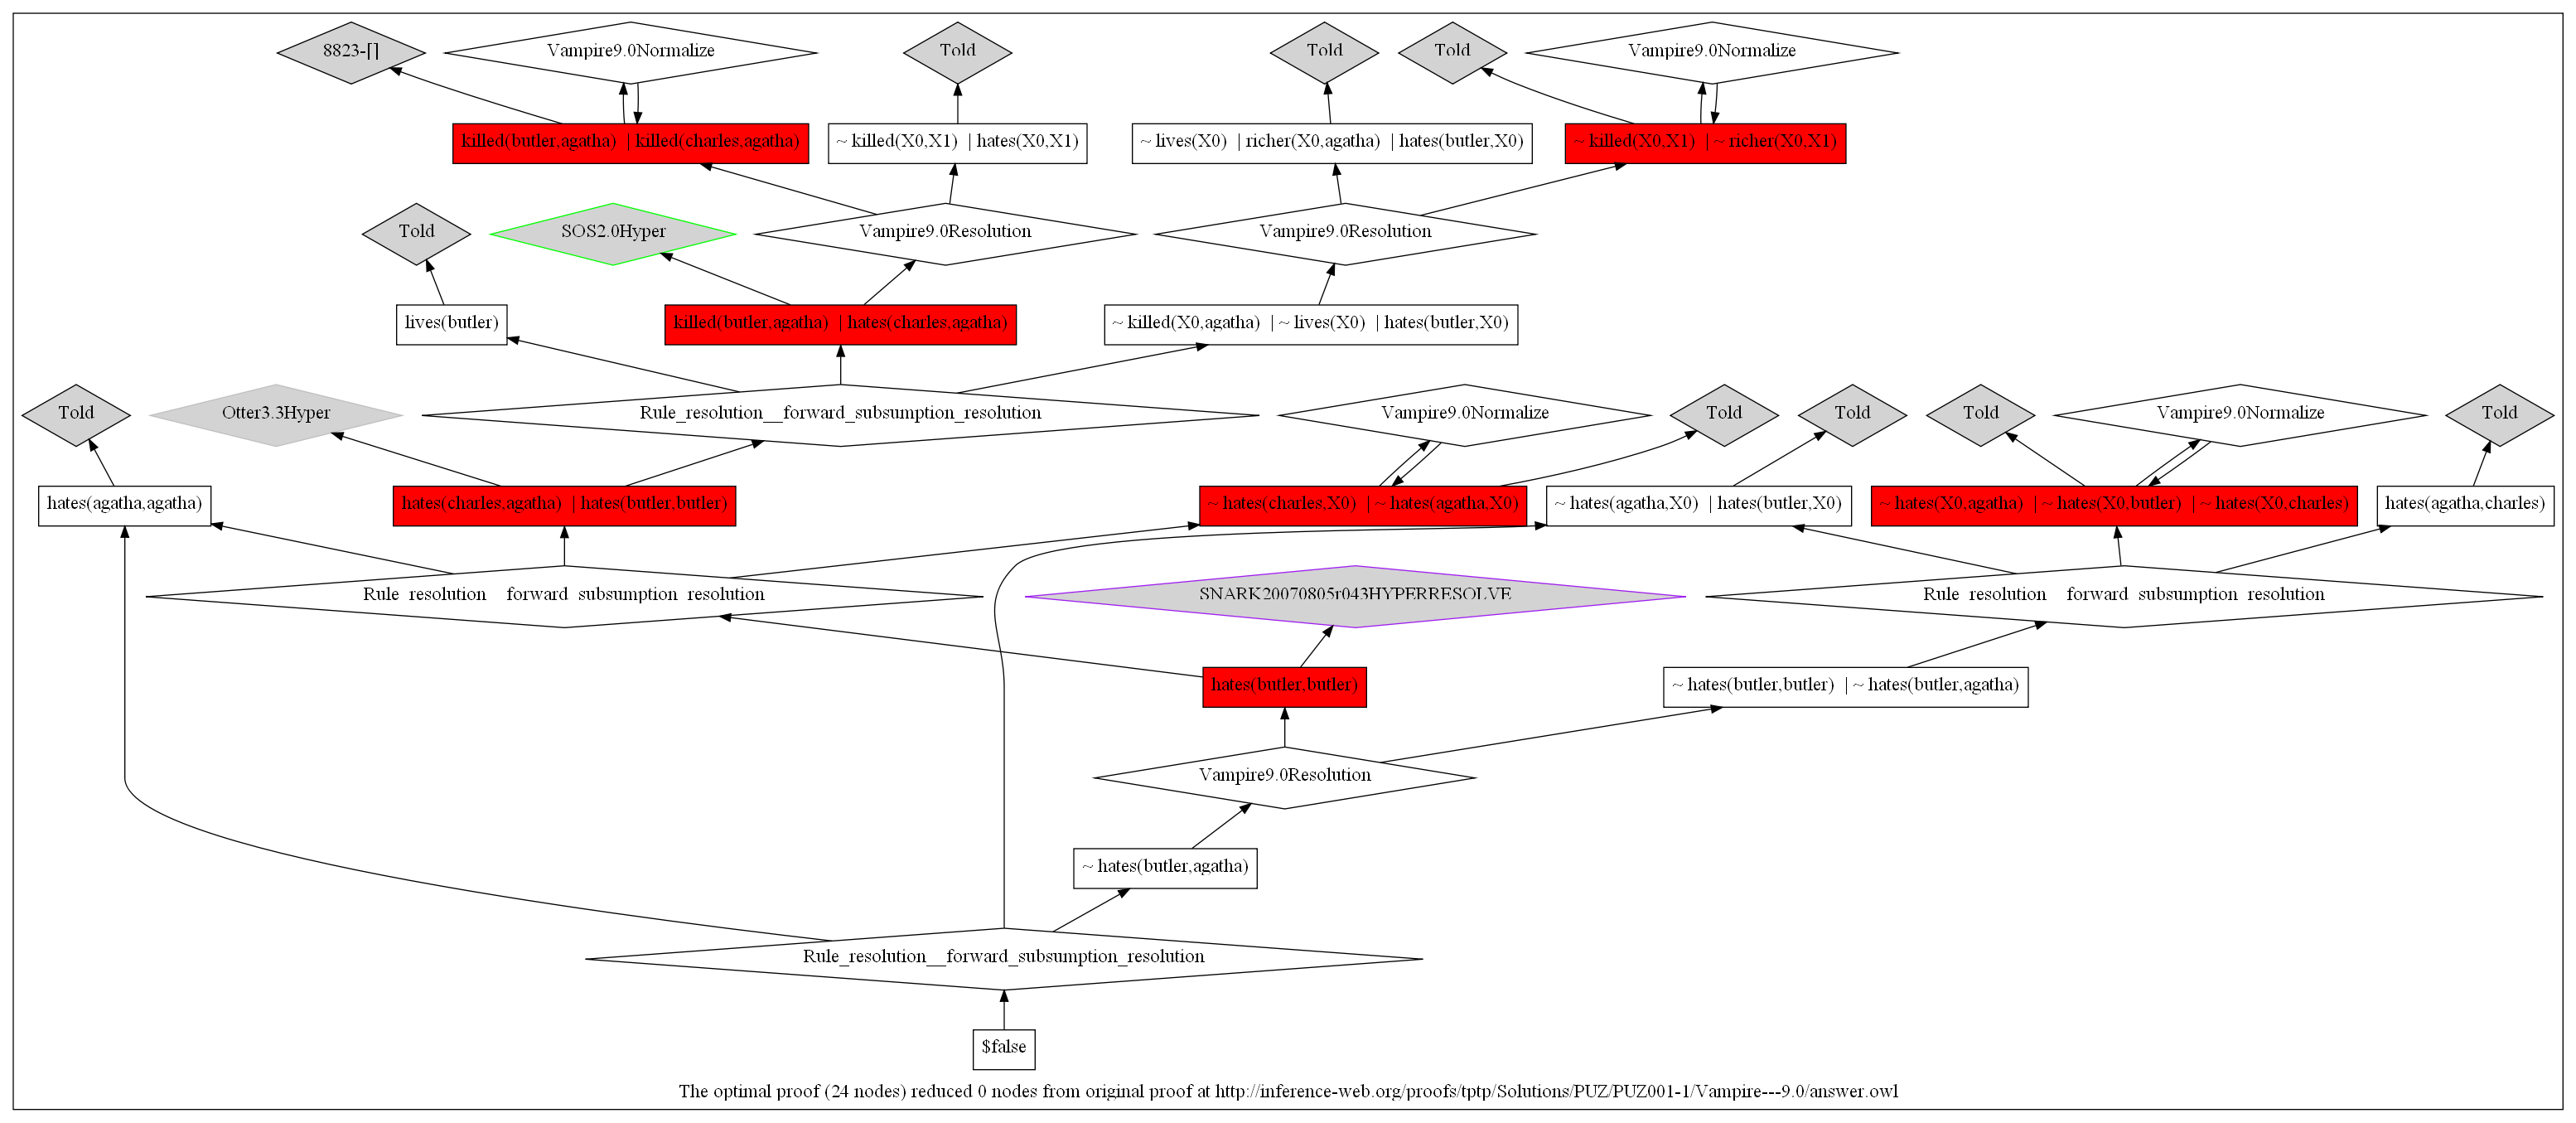 8823-[]
Vampire9.0Normalize
Told
Told
Told
Vampire9.0Normalize
killed(butler,agatha) | killed(charles,agatha)
~ killed(X0,X1) | hates(X0,X1)
~ lives(X0) | richer(X0,agatha) | hates(butler,X0)
~ killed(X0,X1) | ~ richer(X0,X1)
Told
SOS2.0Hyper
Vampire9.0Resolution
Vampire9.0Resolution
lives(butler)
killed(butler,agatha) | hates(charles,agatha)
~ killed(X0,agatha) | ~ lives(X0) | hates(butler,X0)
Told
Otter3.3Hyper
Rule_resolution__forward_subsumption_resolution
Vampire9.0Normalize
Told
Told
Told
Vampire9.0Normalize
Told
hates(agatha,agatha)
hates(charles,agatha) | hates(butler,butler)
~ hates(charles,X0) | ~ hates(agatha,X0)
~ hates(agatha,X0) | hates(butler,X0)
~ hates(X0,agatha) | ~ hates(X0,butler) | ~ hates(X0,charles)
hates(agatha,charles)
Rule_resolution__forward_subsumption_resolution
SNARK20070805r043HYPERRESOLVE
Rule_resolution__forward_subsumption_resolution
hates(butler,butler)
~ hates(butler,butler) | ~ hates(butler,agatha)
Vampire9.0Resolution
~ hates(butler,agatha)
Rule_resolution__forward_subsumption_resolution
$false
The optimal proof (24 nodes) reduced 0 nodes from original proof at http://inference-web.org/proofs/tptp/Solutions/PUZ/PUZ001-1/Vampire---9.0/answer.owl